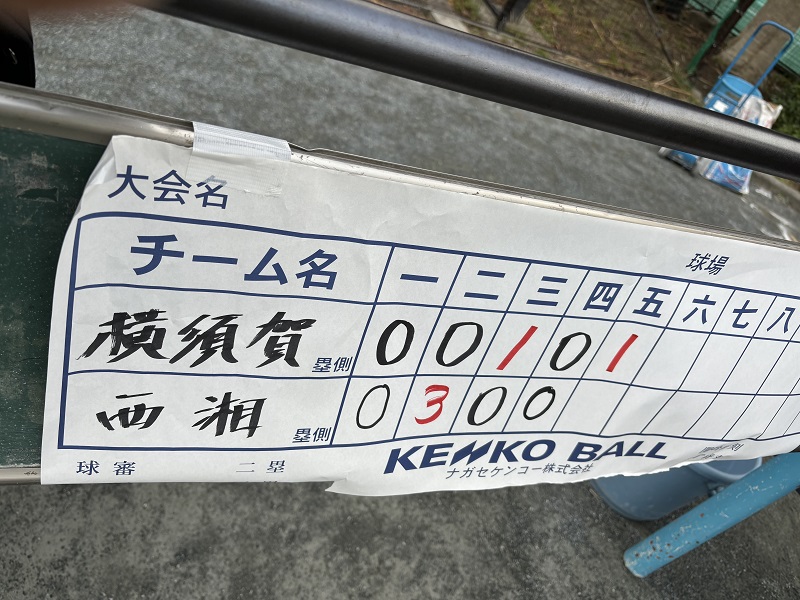 大会名
球場
チーム名 一 二 三 四 五 六 七 八
横須賀 塁側 0 0 1 0 1
西湘 塁側 0 3 0 0
球審 二塁
KENKO BALL
ナガセケンコー株式会社